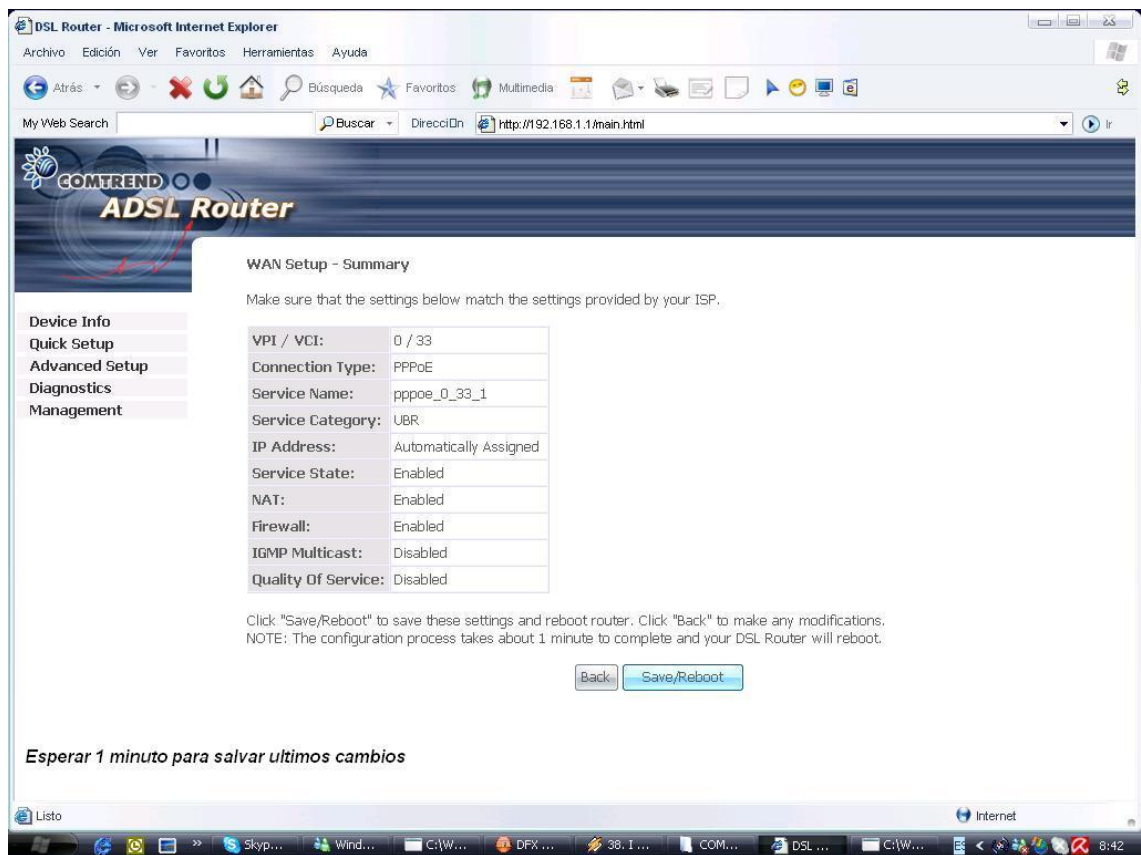 DSL Router - Microsoft Internet Explorer
Archivo Edición Ver Favoritos Herramientas Ayuda
Atrás Búsqueda Favoritos Multimedia
My Web Search Buscar Direcci□n http://192.168.1.1/main.html Ir
COMTREND
ADSL Router
WAN Setup - Summary
Make sure that the settings below match the settings provided by your ISP.
Device Info
Quick Setup
Advanced Setup
Diagnostics
Management
VPI / VCI: 0 / 33
Connection Type: PPPoE
Service Name: pppoe_0_33_1
Service Category: UBR
IP Address: Automatically Assigned
Service State: Enabled
NAT: Enabled
Firewall: Enabled
IGMP Multicast: Disabled
Quality Of Service: Disabled
Click "Save/Reboot" to save these settings and reboot router. Click "Back" to make any modifications.
NOTE: The configuration process takes about 1 minute to complete and your DSL Router will reboot.
Back Save/Reboot
Esperar 1 minuto para salvar ultimos cambios
Listo Internet
» Skyp... Wind... C:\W... DFX ... 38. I ... COM... DSL ... C:\W... ES < 8:42